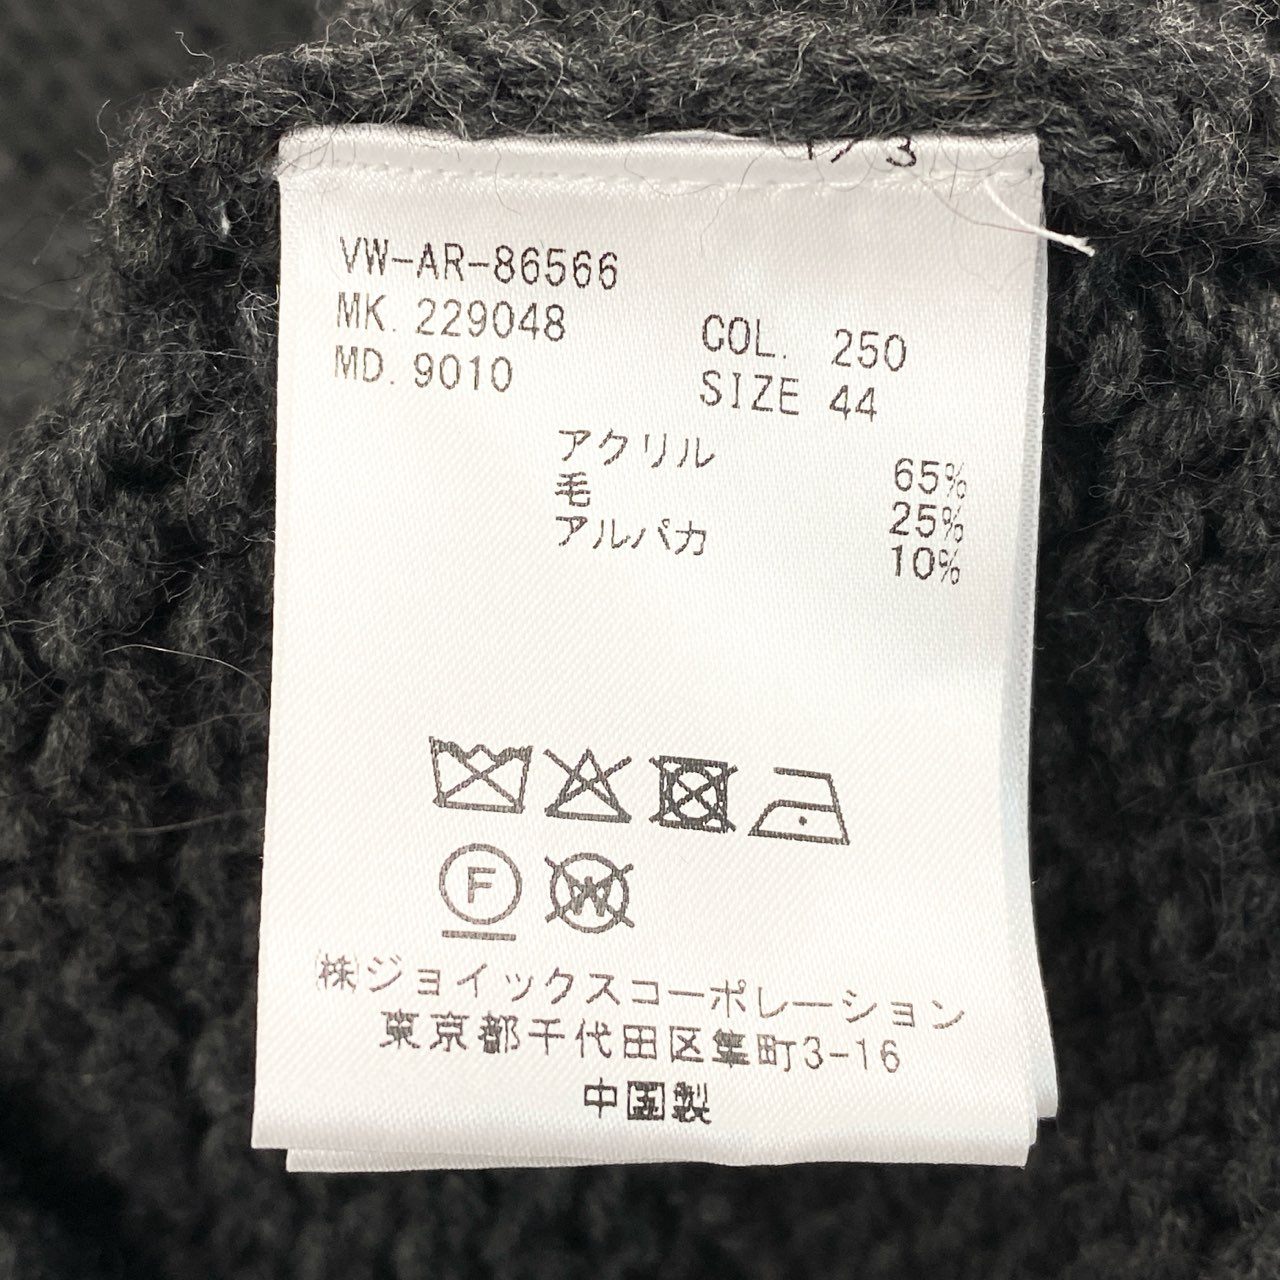 1/3
VW-AR-86566
MK. 229048
MD. 9010
COL. 250
SIZE 44
アクリル 65%
毛 25%
アルパカ 10%
F
W
(株)ジョイックスコーポレーション
東京都千代田区隼町3-16
中国製